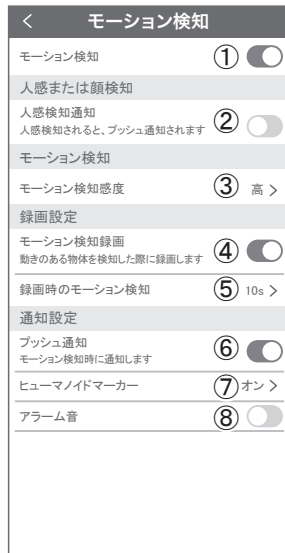 < モーション検知
モーション検知 ①
人感または顔検知
人感検知通知 ②
人感検知されると、プッシュ通知されます
モーション検知
モーション検知感度 ③ 高 >
録画設定
モーション検知録画 ④
動きのある物体を検知した際に録画します
録画時のモーション検知 ⑤ 10s >
通知設定
プッシュ通知 ⑥
モーション検知時に通知します
ヒューマノイドマーカー ⑦ オン >
アラーム音 ⑧